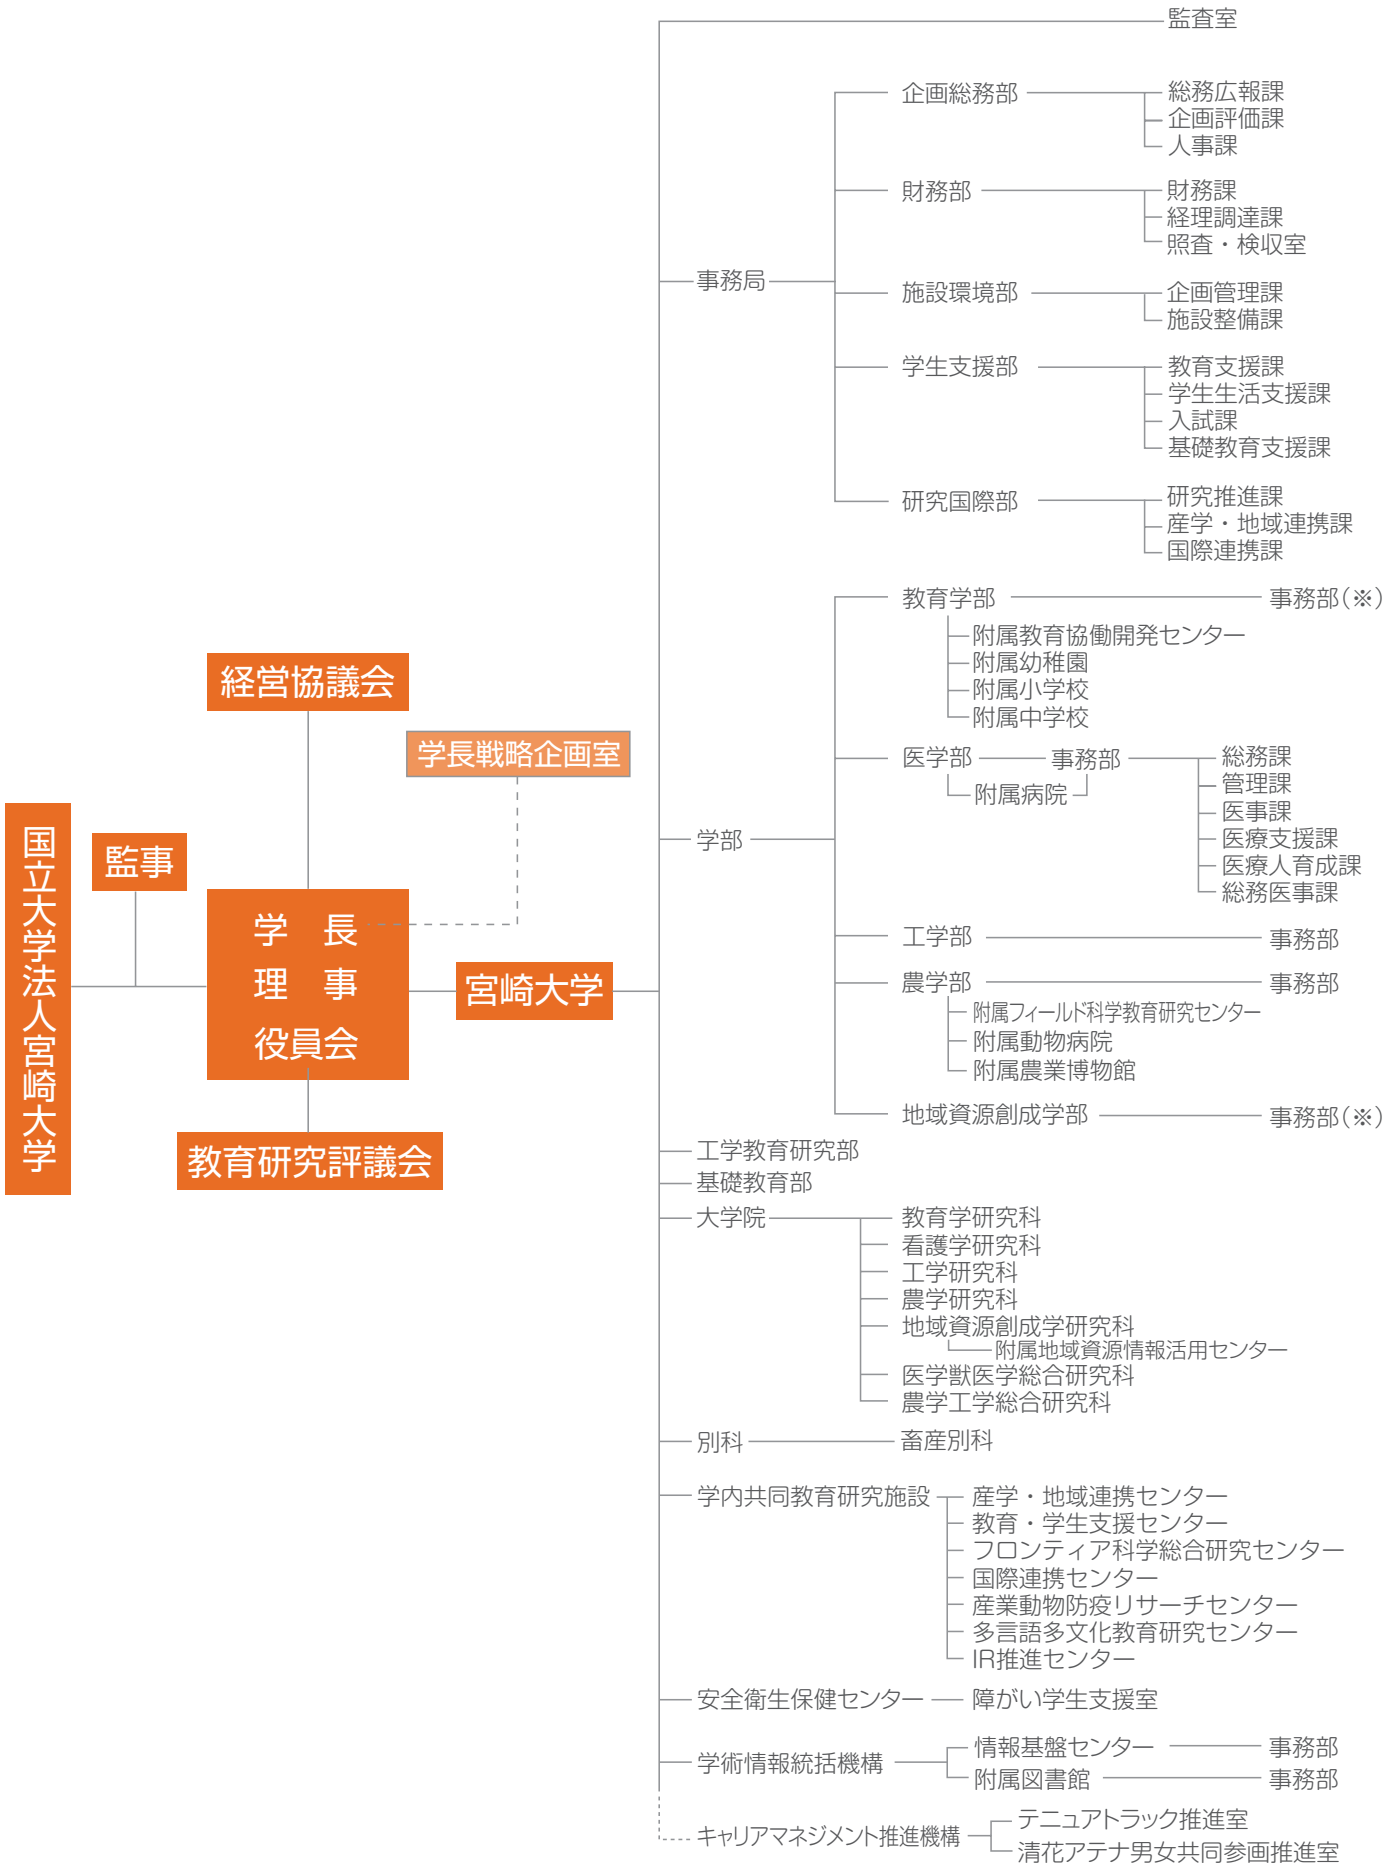 国立大学法人宮崎大学
監事
経営協議会
学長戦略企画室
学　長
理　事
役員会
教育研究評議会
宮崎大学
監査室
事務局
企画総務部
総務広報課
企画評価課
人事課
財務部
財務課
経理調達課
照査・検収室
施設環境部
企画管理課
施設整備課
学生支援部
教育支援課
学生生活支援課
入試課
基礎教育支援課
研究国際部
研究推進課
産学・地域連携課
国際連携課
学部
教育学部
事務部(※)
附属教育協働開発センター
附属幼稚園
附属小学校
附属中学校
医学部
事務部
附属病院
総務課
管理課
医事課
医療支援課
医療人育成課
総務医事課
工学部
事務部
農学部
事務部
附属フィールド科学教育研究センター
附属動物病院
附属農業博物館
地域資源創成学部
事務部(※)
工学教育研究部
基礎教育部
大学院
教育学研究科
看護学研究科
工学研究科
農学研究科
地域資源創成学研究科
附属地域資源情報活用センター
医学獣医学総合研究科
農学工学総合研究科
別科
畜産別科
学内共同教育研究施設
産学・地域連携センター
教育・学生支援センター
フロンティア科学総合研究センター
国際連携センター
産業動物防疫リサーチセンター
多言語多文化教育研究センター
IR推進センター
安全衛生保健センター
障がい学生支援室
学術情報統括機構
情報基盤センター
事務部
附属図書館
事務部
キャリアマネジメント推進機構
テニュアトラック推進室
清花アテナ男女共同参画推進室